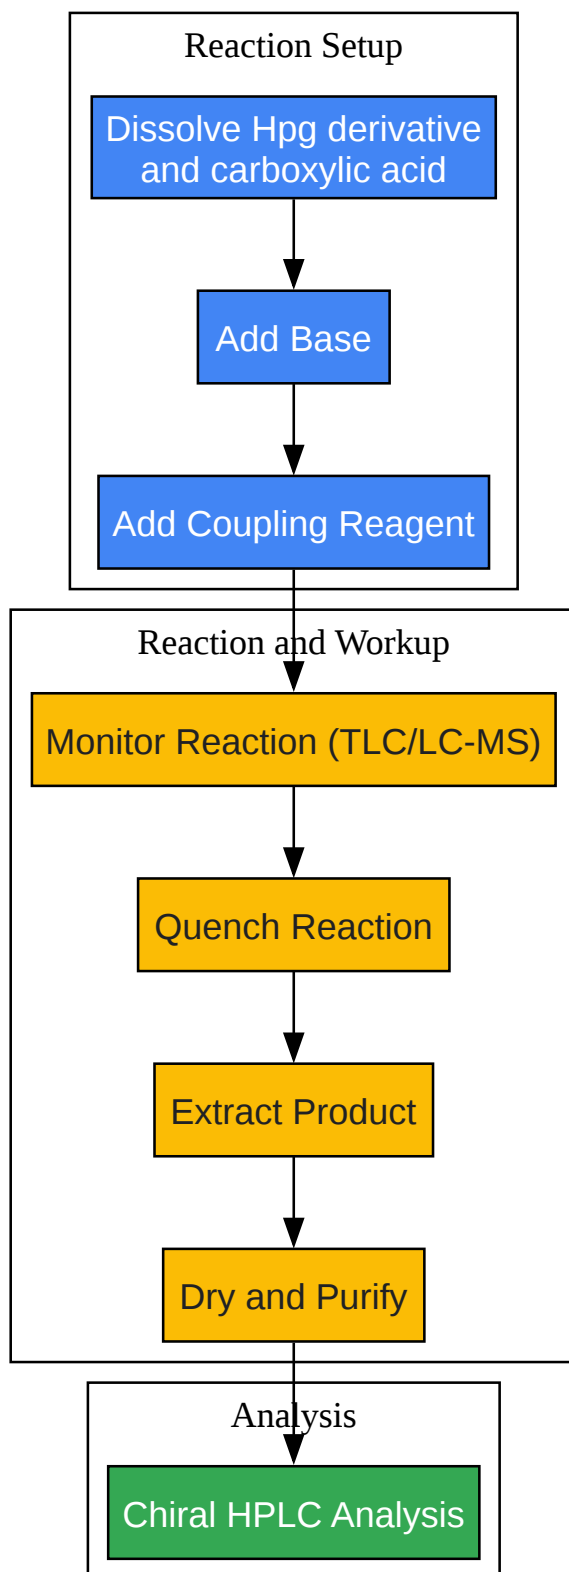 Reaction Setup
Dissolve Hpg derivative
and carboxylic acid
Add Base
Add Coupling Reagent
Reaction and Workup
Monitor Reaction (TLC/LC-MS)
Quench Reaction
Extract Product
Dry and Purify
Analysis
Chiral HPLC Analysis